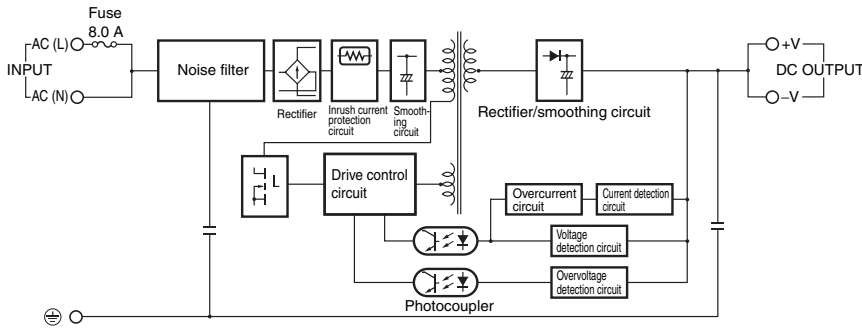 Fuse
8.0 A
AC (L)
INPUT
AC (N)
Noise filter
Rectifier
Inrush current
protection
circuit
Smooth-
ing
circuit
Rectifier/smoothing circuit
+V
DC OUTPUT
–V
Drive control
circuit
Overcurrent
circuit
Current detection
circuit
Voltage
detection circuit
Overvoltage
detection circuit
Photocoupler